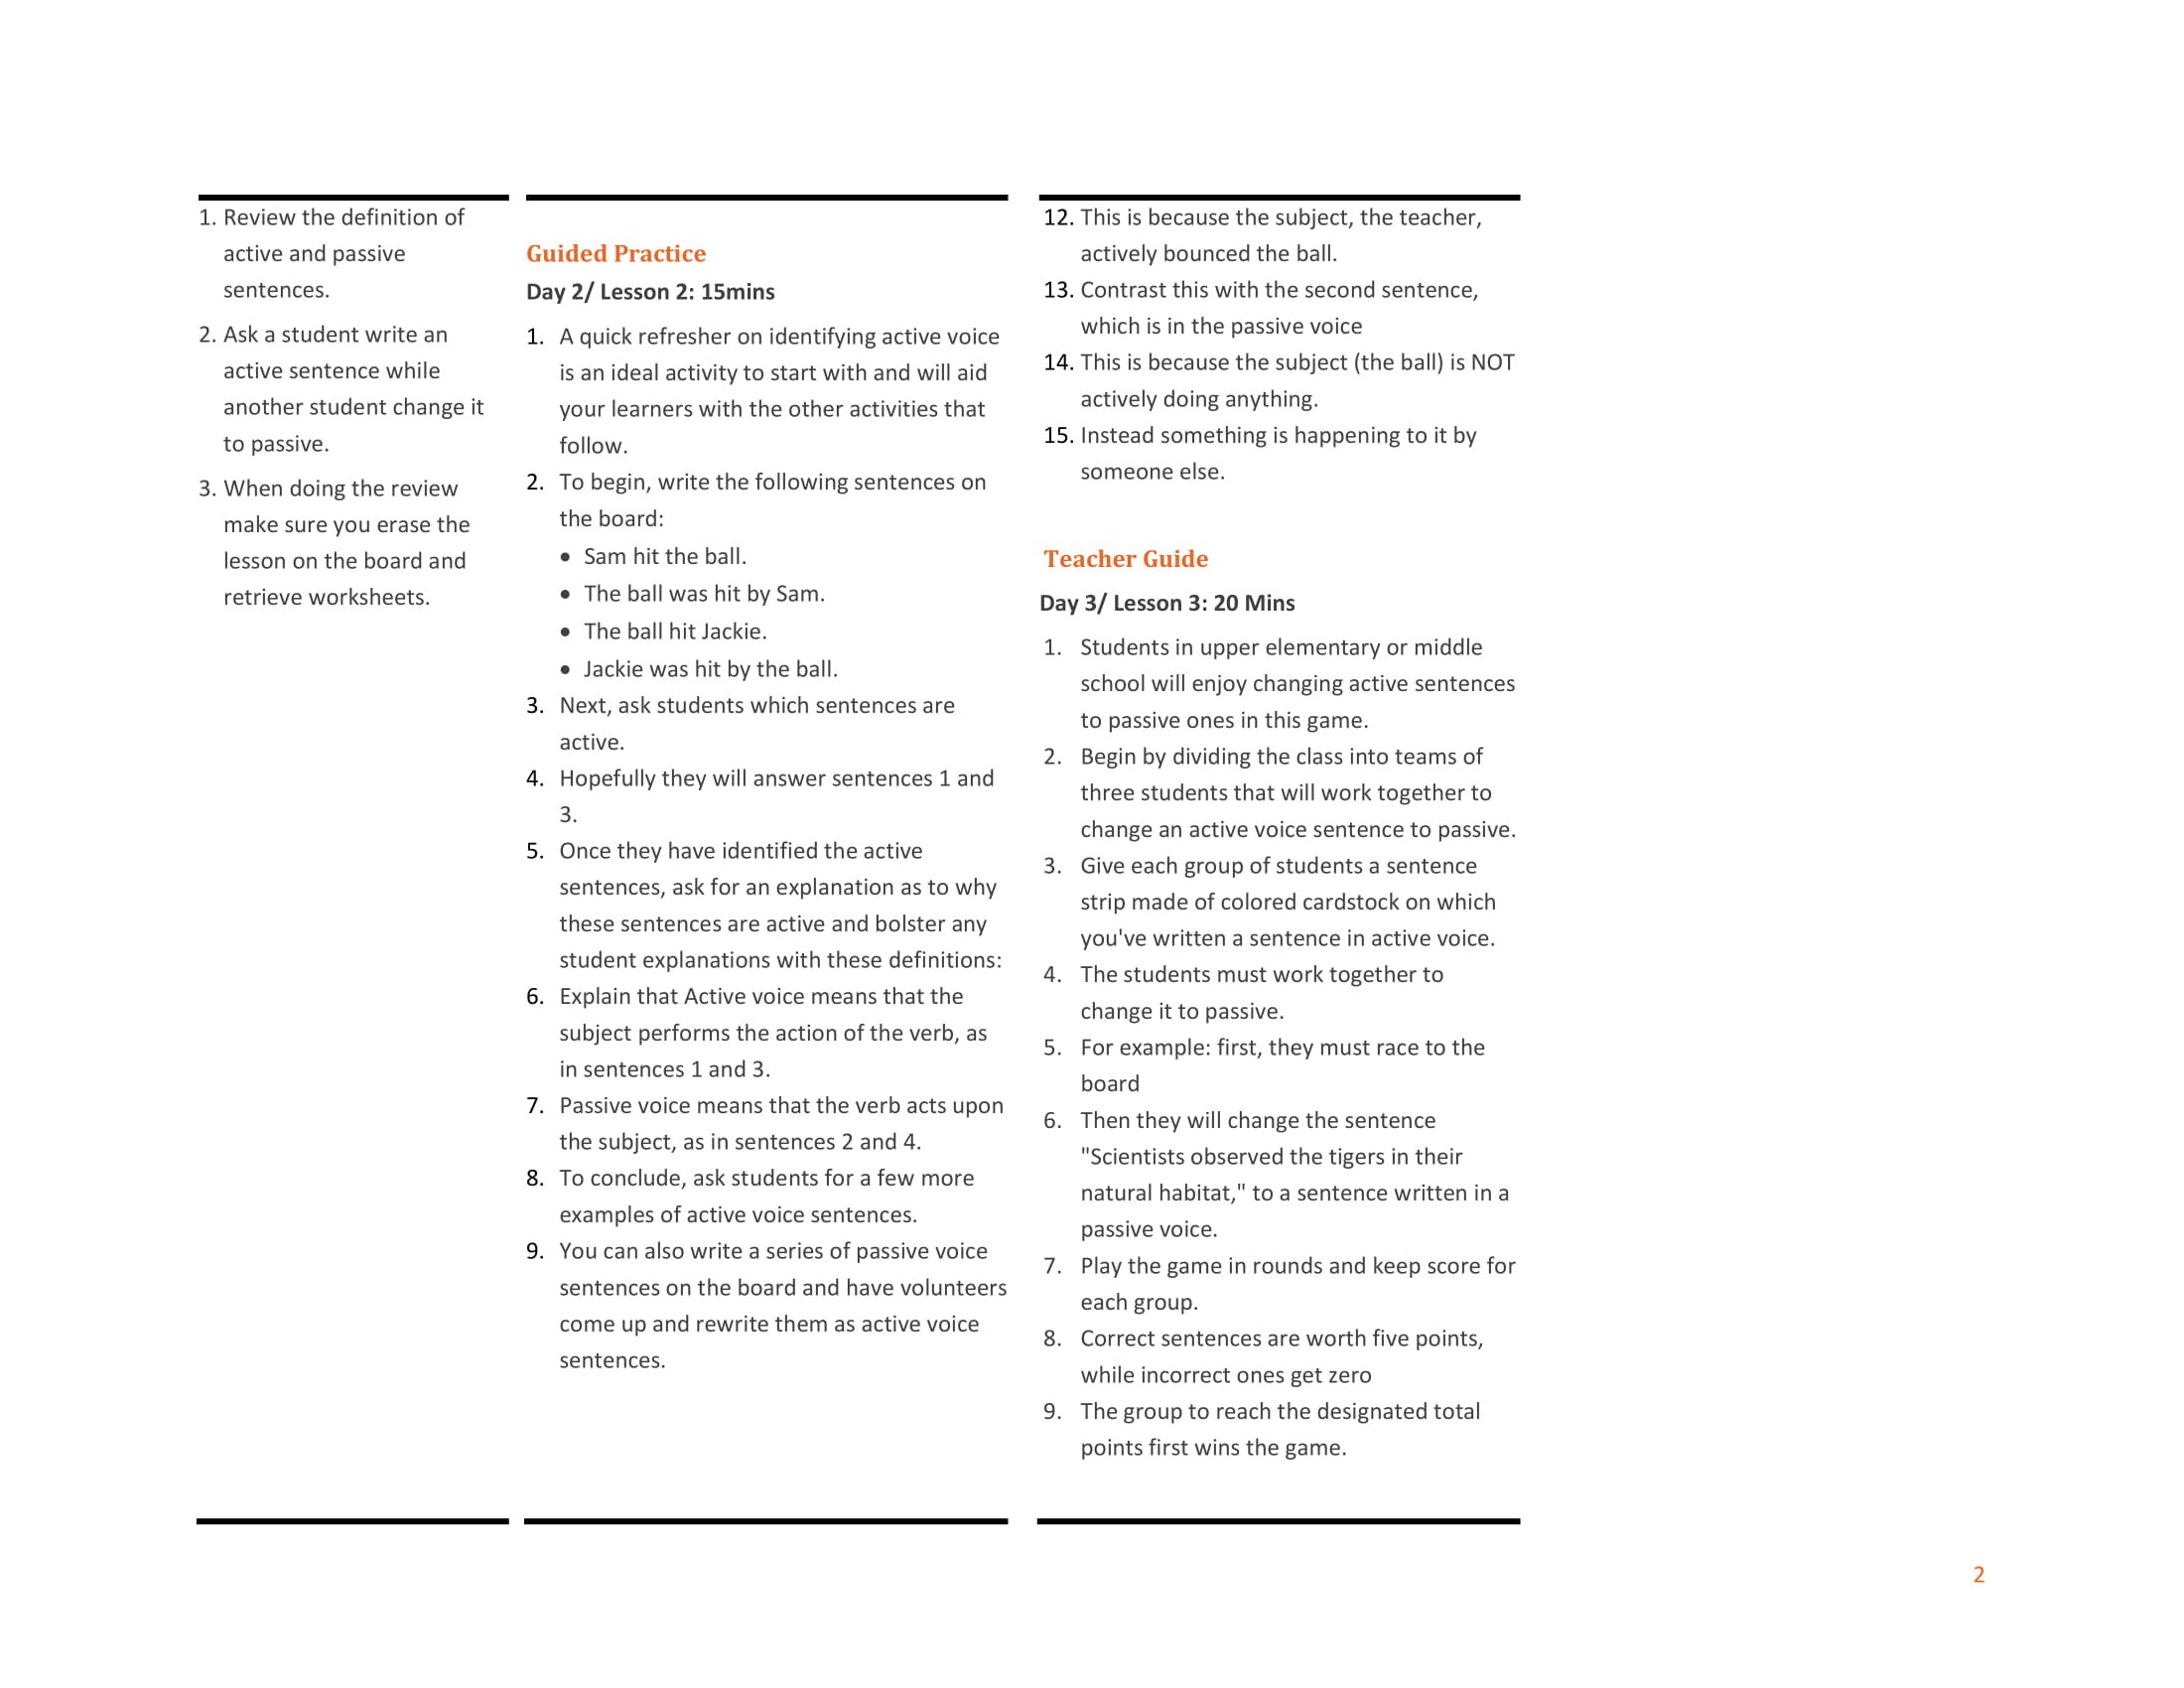 1. Review the definition of
active and passive
sentences.
2. Ask a student write an
active sentence while
another student change it
to passive.
3. When doing the review
make sure you erase the
lesson on the board and
retrieve worksheets.
Guided Practice
Day 2/ Lesson 2: 15mins
1. A quick refresher on identifying active voice
is an ideal activity to start with and will aid
your learners with the other activities that
follow.
2. To begin, write the following sentences on
the board:
• Sam hit the ball.
• The ball was hit by Sam.
• The ball hit Jackie.
• Jackie was hit by the ball.
3. Next, ask students which sentences are
active.
4. Hopefully they will answer sentences 1 and
3.
5. Once they have identified the active
sentences, ask for an explanation as to why
these sentences are active and bolster any
student explanations with these definitions:
6. Explain that Active voice means that the
subject performs the action of the verb, as
in sentences 1 and 3.
7. Passive voice means that the verb acts upon
the subject, as in sentences 2 and 4.
8. To conclude, ask students for a few more
examples of active voice sentences.
9. You can also write a series of passive voice
sentences on the board and have volunteers
come up and rewrite them as active voice
sentences.
12. This is because the subject, the teacher,
actively bounced the ball.
13. Contrast this with the second sentence,
which is in the passive voice
14. This is because the subject (the ball) is NOT
actively doing anything.
15. Instead something is happening to it by
someone else.
Teacher Guide
Day 3/ Lesson 3: 20 Mins
1. Students in upper elementary or middle
school will enjoy changing active sentences
to passive ones in this game.
2. Begin by dividing the class into teams of
three students that will work together to
change an active voice sentence to passive.
3. Give each group of students a sentence
strip made of colored cardstock on which
you've written a sentence in active voice.
4. The students must work together to
change it to passive.
5. For example: first, they must race to the
board
6. Then they will change the sentence
"Scientists observed the tigers in their
natural habitat," to a sentence written in a
passive voice.
7. Play the game in rounds and keep score for
each group.
8. Correct sentences are worth five points,
while incorrect ones get zero
9. The group to reach the designated total
points first wins the game.
2